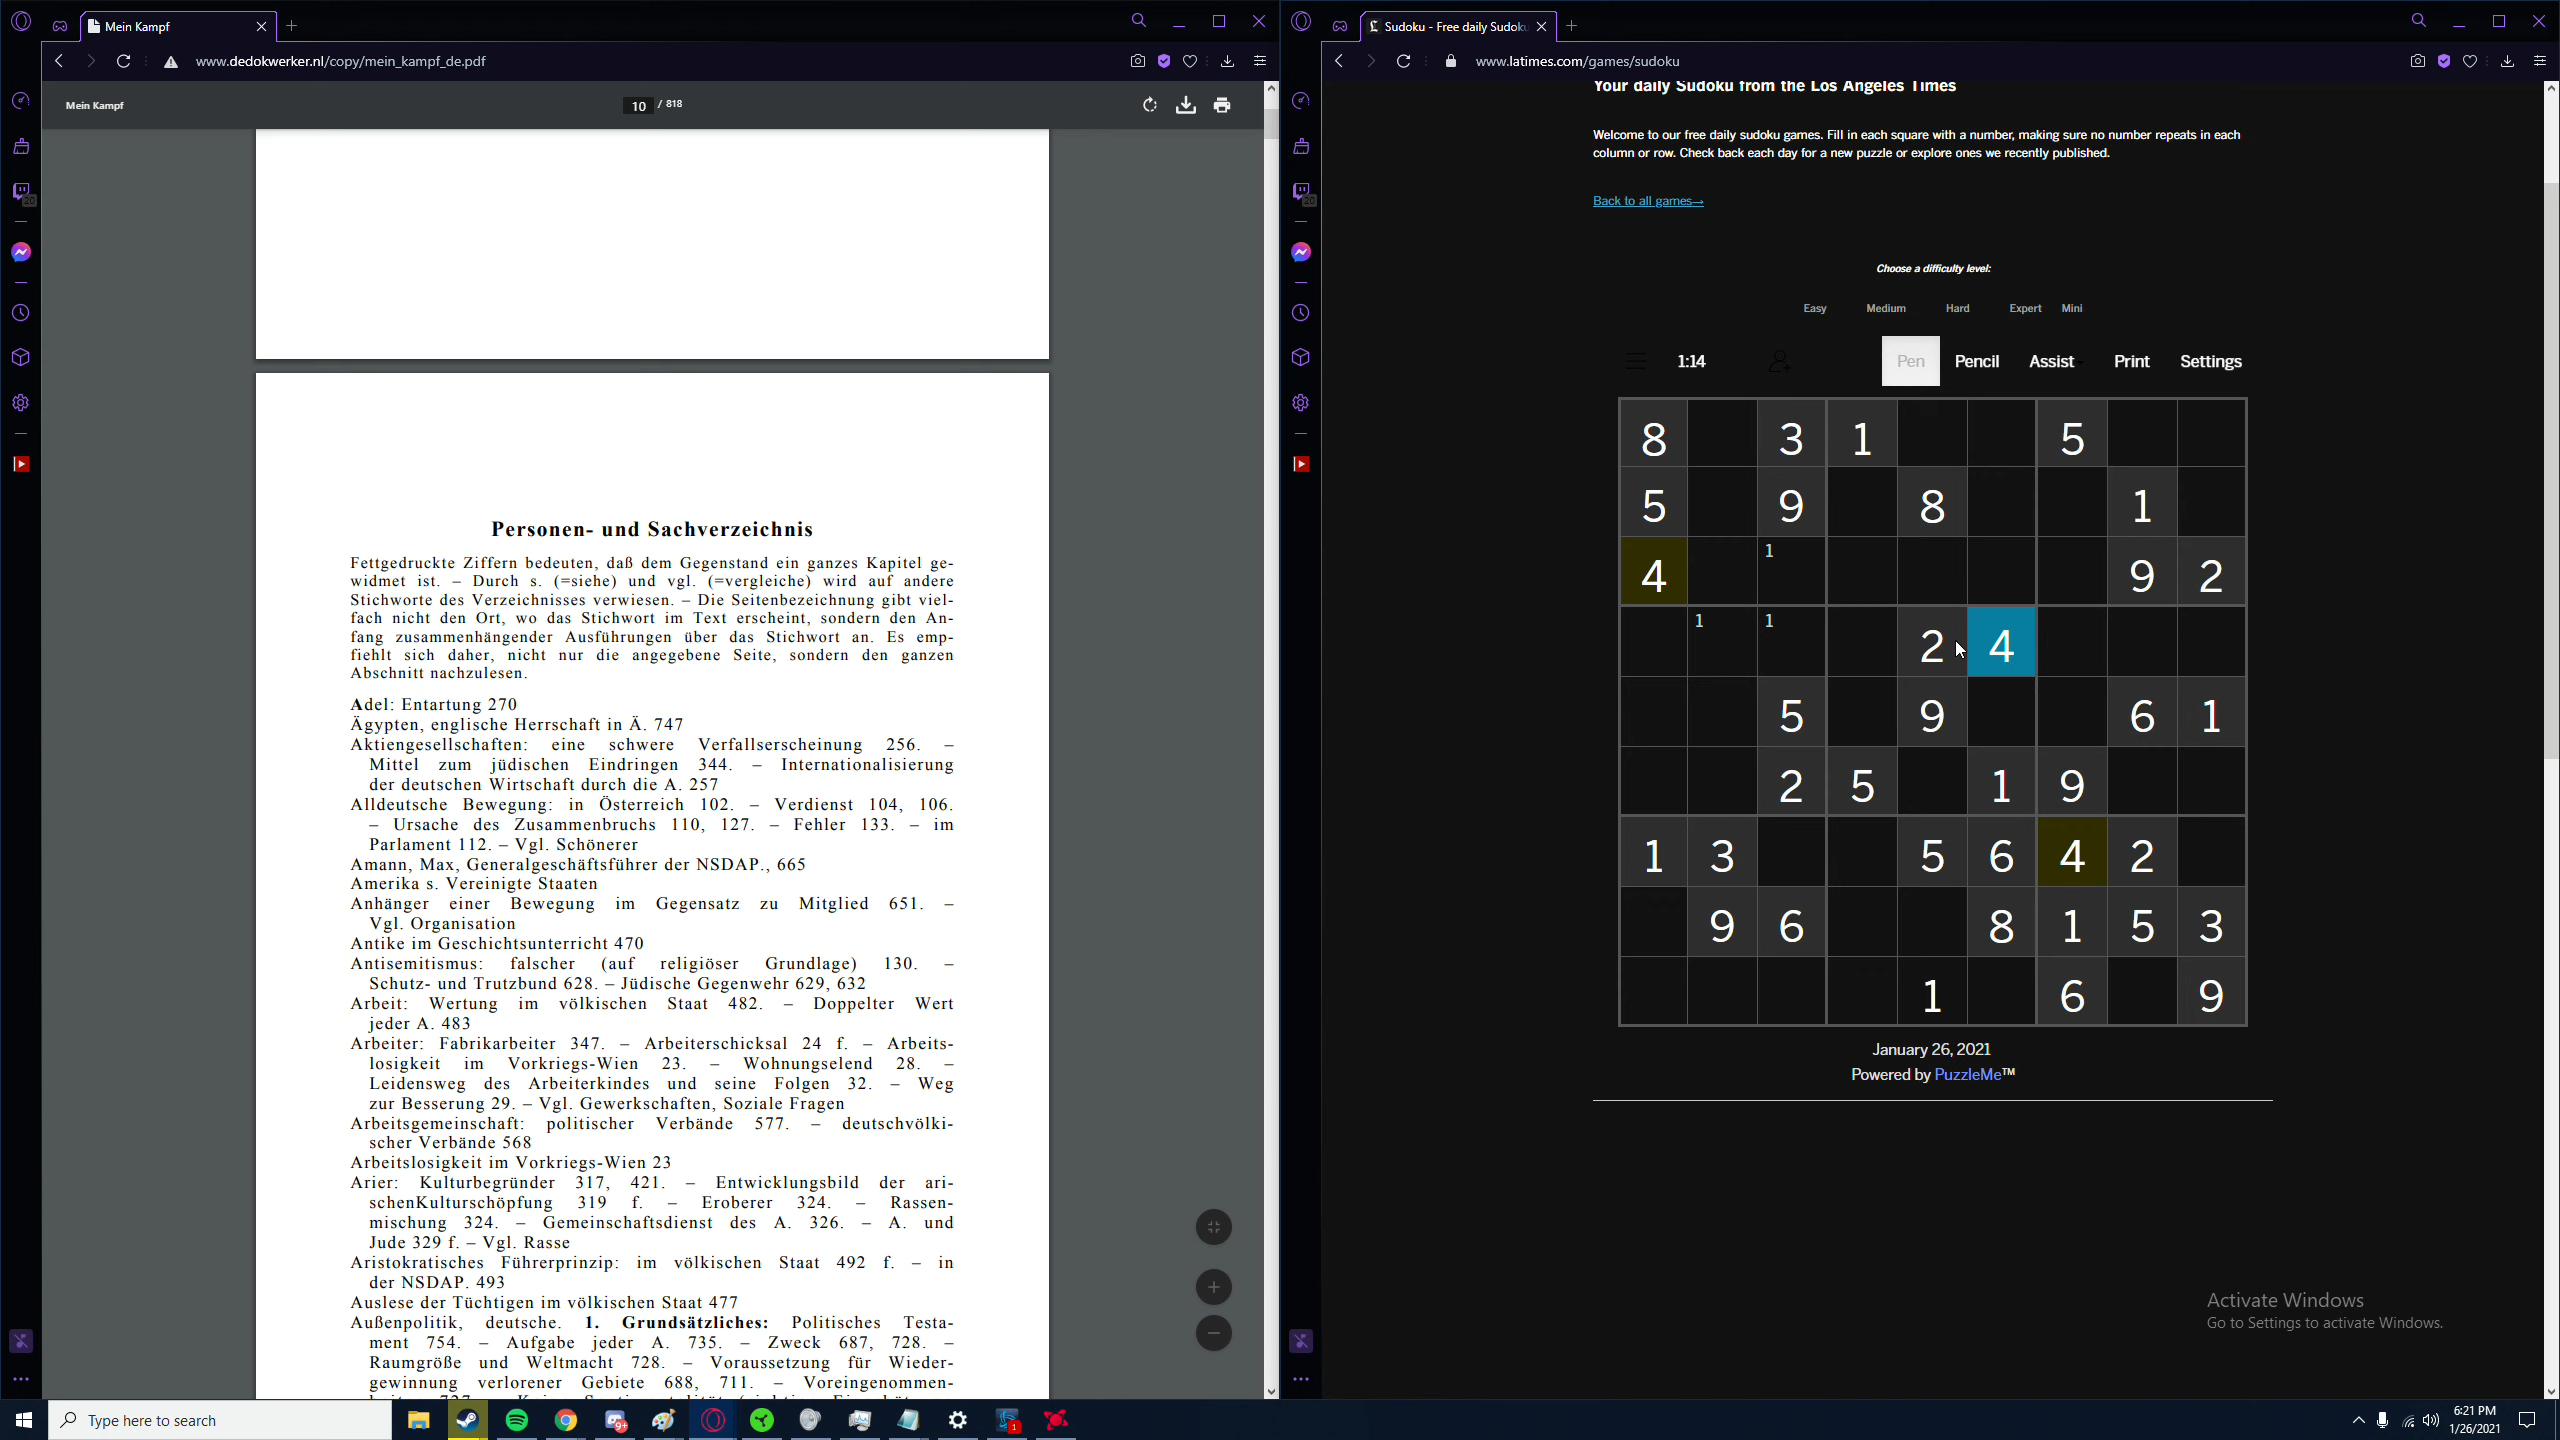 Mein Kampf
www.dedokwerker.nl/copy/mein_kampf_de.pdf
Mein Kampf
10 / 818
Personen- und Sachverzeichnis
Fettgedruckte Ziffern bedeuten, daß dem Gegenstand ein ganzes Kapitel ge-
widmet ist. – Durch s. (=siehe) und vgl. (=vergleiche) wird auf andere
Stichworte des Verzeichnisses verwiesen. – Die Seitenbezeichnung gibt viel-
fach nicht den Ort, wo das Stichwort im Text erscheint, sondern den An-
fang zusammenhängender Ausführungen über das Stichwort an. Es emp-
fiehlt sich daher, nicht nur die angegebene Seite, sondern den ganzen
Abschnitt nachzulesen.
Adel: Entartung 270
Ägypten, englische Herrschaft in Ä. 747
Aktiengesellschaften: eine schwere Verfallserscheinung 256. –
Mittel zum jüdischen Eindringen 344. – Internationalisierung
der deutschen Wirtschaft durch die A. 257
Alldeutsche Bewegung: in Österreich 102. – Verdienst 104, 106.
– Ursache des Zusammenbruchs 110, 127. – Fehler 133. – im
Parlament 112. – Vgl. Schönerer
Amann, Max, Generalgeschäftsführer der NSDAP., 665
Amerika s. Vereinigte Staaten
Anhänger einer Bewegung im Gegensatz zu Mitglied 651. –
Vgl. Organisation
Antike im Geschichtsunterricht 470
Antisemitismus: falscher (auf religiöser Grundlage) 130. –
Schutz- und Trutzbund 628. – Jüdische Gegenwehr 629, 632
Arbeit: Wertung im völkischen Staat 482. – Doppelter Wert
jeder A. 483
Arbeiter: Fabrikarbeiter 347. – Arbeiterschicksal 24 f. – Arbeits-
losigkeit im Vorkriegs-Wien 23. – Wohnungselend 28. –
Leidensweg des Arbeiterkindes und seine Folgen 32. – Weg
zur Besserung 29. – Vgl. Gewerkschaften, Soziale Fragen
Arbeitsgemeinschaft: politischer Verbände 577. – deutschvölki-
scher Verbände 568
Arbeitslosigkeit im Vorkriegs-Wien 23
Arier: Kulturbegründer 317, 421. – Entwicklungsbild der ari-
schenKulturschöpfung 319 f. – Eroberer 324. – Rassen-
mischung 324. – Gemeinschaftsdienst des A. 326. – A. und
Jude 329 f. – Vgl. Rasse
Aristokratisches Führerprinzip: im völkischen Staat 492 f. – in
der NSDAP. 493
Auslese der Tüchtigen im völkischen Staat 477
Außenpolitik, deutsche. 1. Grundsätzliches: Politisches Testa-
ment 754. – Aufgabe jeder A. 735. – Zweck 687, 728. –
Raumgröße und Weltmacht 728. – Voraussetzung für Wieder-
gewinnung verlorener Gebiete 688, 711. – Voreingenommen-
Sudoku - Free daily Sudoku
www.latimes.com/games/sudoku
Your daily Sudoku from the Los Angeles Times
Welcome to our free daily sudoku games. Fill in each square with a number, making sure no number repeats in each
column or row. Check back each day for a new puzzle or explore ones we recently published.
Back to all games→
Choose a difficulty level:
Easy Medium Hard Expert Mini
1:14 Pen Pencil Assist Print Settings
8 3 1 5
5 9 8 1
4 1 9 2
1 1 2 4
5 9 6 1
2 5 1 9
1 3 5 6 4 2
9 6 8 1 5 3
1 6 9
January 26, 2021
Powered by PuzzleMe™
Activate Windows
Go to Settings to activate Windows.
Type here to search
6:21 PM
1/26/2021